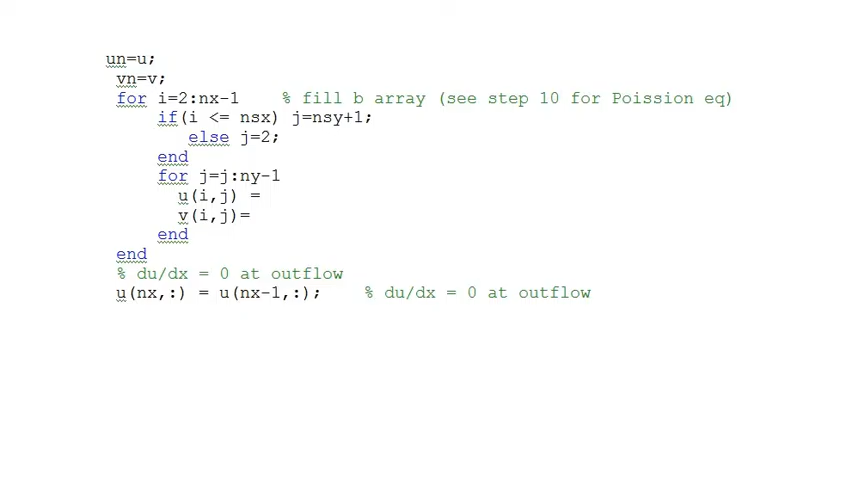 un=u;
vn=v;
for i=2:nx-1    % fill b array (see step 10 for Poission eq)
if(i <= nsx) j=nsy+1;
else j=2;
end
for j=j:ny-1
u(i,j) =
v(i,j)=
end
end
% du/dx = 0 at outflow
u(nx,:) = u(nx-1,:);    % du/dx = 0 at outflow